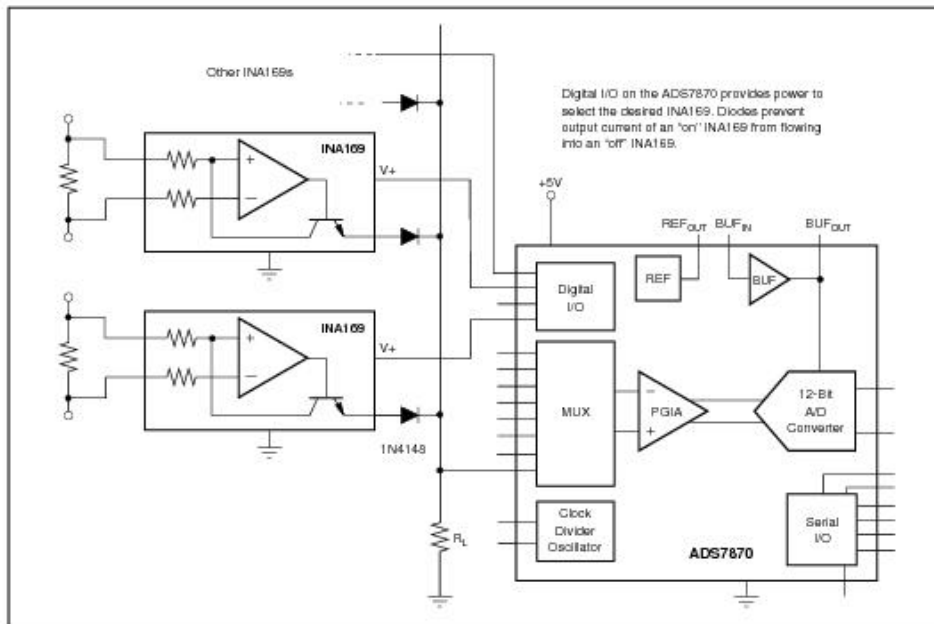 Other INA169s
Digital I/O on the ADS7870 provides power to
select the desired INA169. Diodes prevent
output current of an "on" INA169 from flowing
into an "off" INA169.
INA169
V+
+
−
+5V
REFOUT
BUFIN
BUFOUT
REF
BUF
Digital
I/O
INA169
V+
+
−
1N4148
MUX
−
PGIA
+
12-Bit
A/D
Converter
RL
Clock
Divider
Oscillator
Serial
I/O
ADS7870